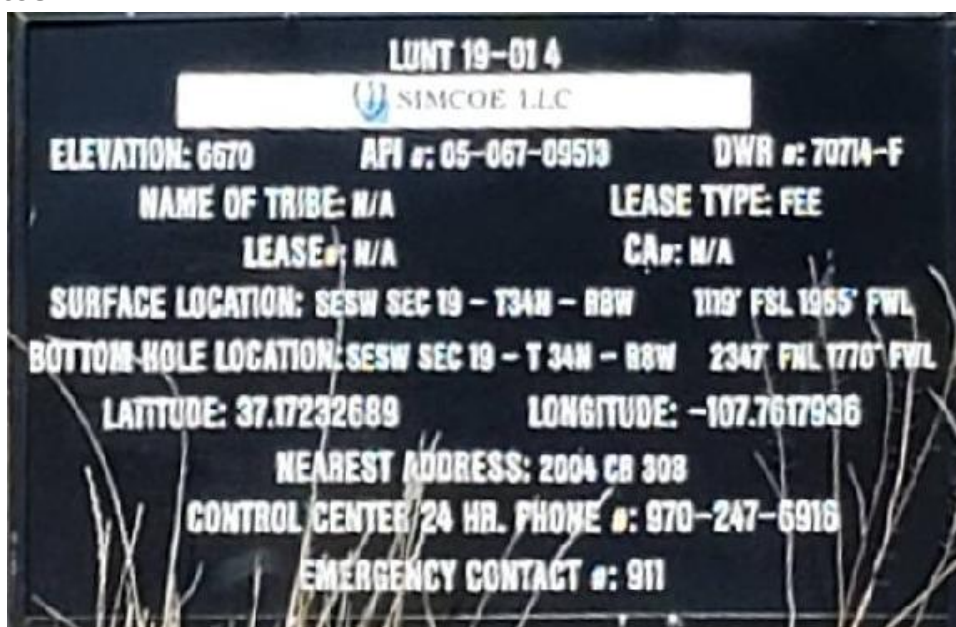 LUNT 19-01 4
SIMCOE LLC
ELEVATION: 6670 API #: 05-067-09513 DWR #: 70714-F
NAME OF TRIBE: N/A LEASE TYPE: FEE
LEASE#: N/A CA#: N/A
SURFACE LOCATION: SESW SEC 19 - T34N - R8W 1119' FSL 1955' FWL
BOTTOM-HOLE LOCATION: SESW SEC 19 - T 34N - R8W 2347' FNL 1770' FWL
LATITUDE: 37.17232689 LONGITUDE: -107.7617936
NEAREST ADDRESS: 2004 CR 308
CONTROL CENTER 24 HR. PHONE #: 970-247-6916
EMERGENCY CONTACT #: 911